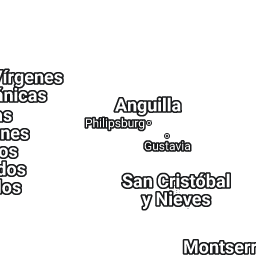 Vírgenes
ánicas
as
nes
os
dos
dos
Anguilla
Philipsburg
Gustavia
San Cristóbal
y Nieves
Montserr